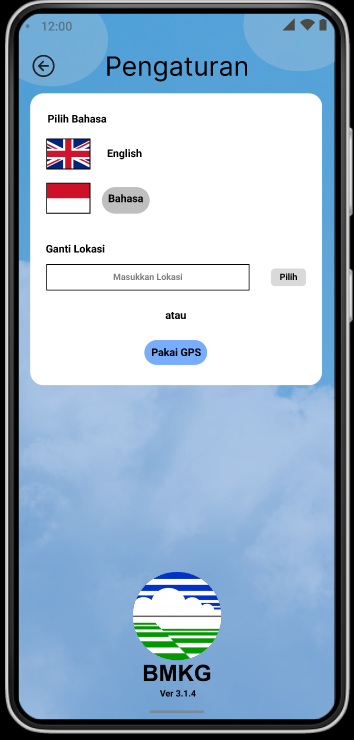 12:00
Pengaturan
Pilih Bahasa
English
Bahasa
Ganti Lokasi
Masukkan Lokasi
Pilih
atau
Pakai GPS
BMKG
Ver 3.1.4